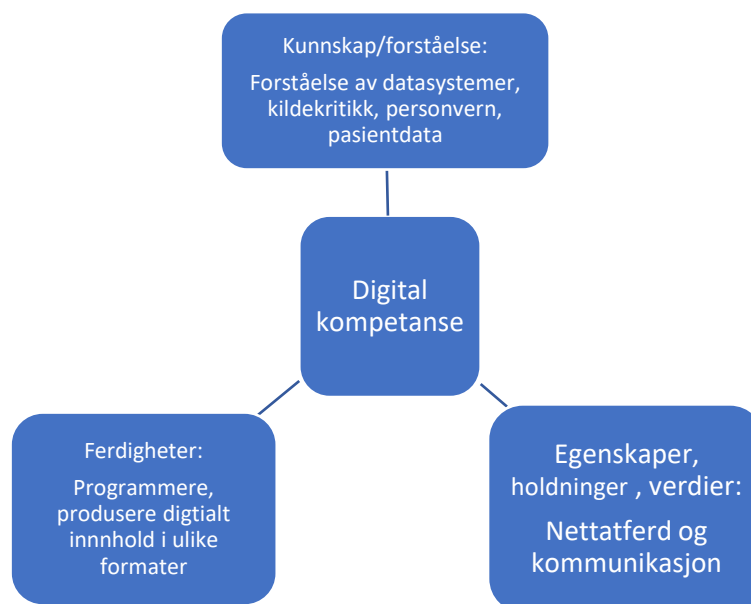 Kunnskap/forståelse:
Forståelse av datasystemer,
kildekritikk, personvern,
pasientdata
Digital
kompetanse
Ferdigheter:
Programmere,
produsere digtialt
innnhold i ulike
formater
Egenskaper,
holdninger , verdier:
Nettatferd og
kommunikasjon